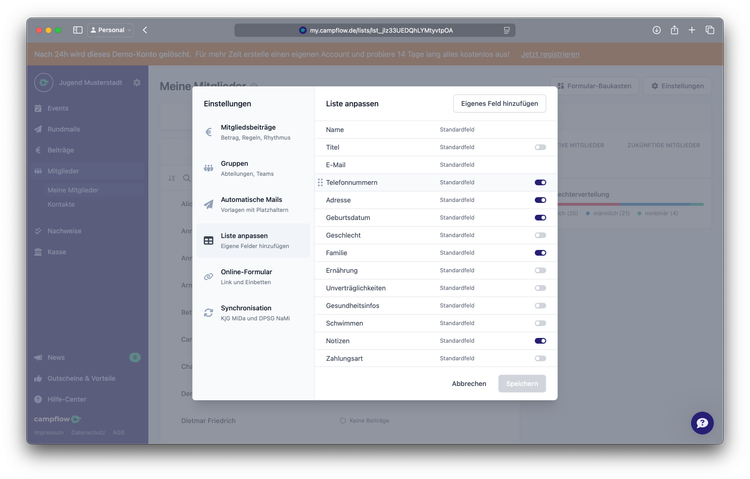 Personal
my.campflow.de/lists/lst_jlz33UEDQhLYMtyvtpOA
Nach 24h wird dieses Demo-Konto gelöscht. Für mehr Zeit erstelle einen eigenen Account und probiere 14 Tage lang alles kostenlos aus!
Jetzt registrieren
Jugend Musterstadt
Events
Rundmails
Beiträge
Mitglieder
Meine Mitglieder
Kontakte
Nachweise
Kasse
News
6
Gutscheine & Vorteile
Hilfe-Center
campflow
Impressum
Datenschutz
AGB
Meine Mitglieder
Formular-Baukasten
Einstellungen
ZUKÜNFTIGE MITGLIEDER
männlich (21)
Dietmar Friedrich
Keine Beiträge
Einstellungen
Mitgliedsbeiträge
Betrag, Regeln, Rhythmus
Gruppen
Abteilungen, Teams
Automatische Mails
Vorlagen mit Platzhaltern
Liste anpassen
Eigene Felder hinzufügen
Online-Formular
Link und Einbetten
Synchronisation
KjG MiDa und DPSG NaMi
Liste anpassen
Eigenes Feld hinzufügen
Name Standardfeld
Titel Standardfeld
E-Mail Standardfeld
Telefonnummern Standardfeld
Adresse Standardfeld
Geburtsdatum Standardfeld
Geschlecht Standardfeld
Familie Standardfeld
Ernährung Standardfeld
Unverträglichkeiten Standardfeld
Gesundheitsinfos Standardfeld
Schwimmen Standardfeld
Notizen Standardfeld
Zahlungsart Standardfeld
Abbrechen
Speichern